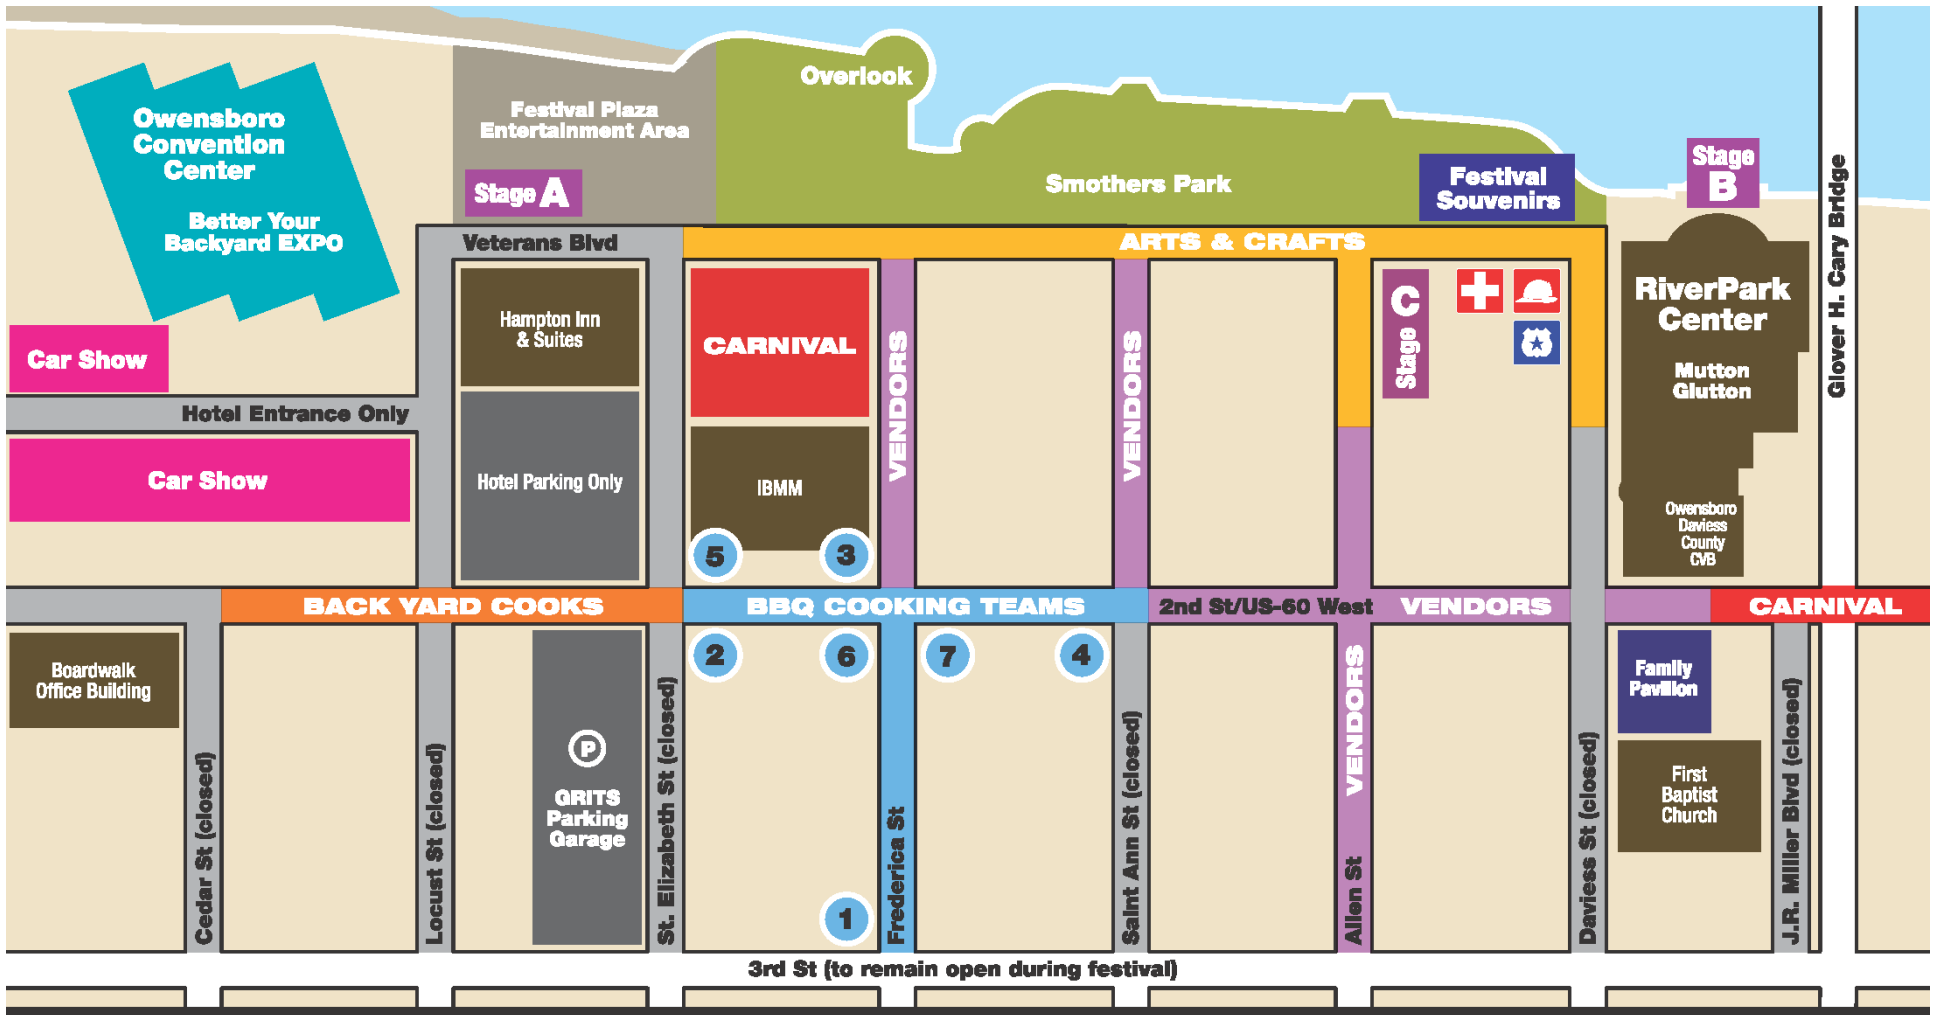 Overlook
Festival Plaza
Entertainment Area
Owensboro
Convention
Center
Better Your
Backyard EXPO
Stage A
Smothers Park
Festival
Souvenirs
Stage
B
Glover H. Cary Bridge
Veterans Blvd
ARTS & CRAFTS
Hampton Inn
& Suites
CARNIVAL
VENDORS
VENDORS
Stage C
RiverPark
Center
Mutton
Glutton
Car Show
Hotel Entrance Only
Car Show
Hotel Parking Only
IBMM
Owensboro
Daviess
County
CVB
5
3
BACK YARD COOKS
BBQ COOKING TEAMS
2nd St/US-60 West
VENDORS
CARNIVAL
Boardwalk
Office Building
2
6
7
4
VENDORS
Family
Pavilion
P
GRITS
Parking
Garage
First
Baptist
Church
1
Cedar St (closed)
Locust St (closed)
St. Elizabeth St (closed)
Frederica St
Saint Ann St (closed)
Allen St
Daviess St (closed)
J.R. Miller Blvd (closed)
3rd St (to remain open during festival)